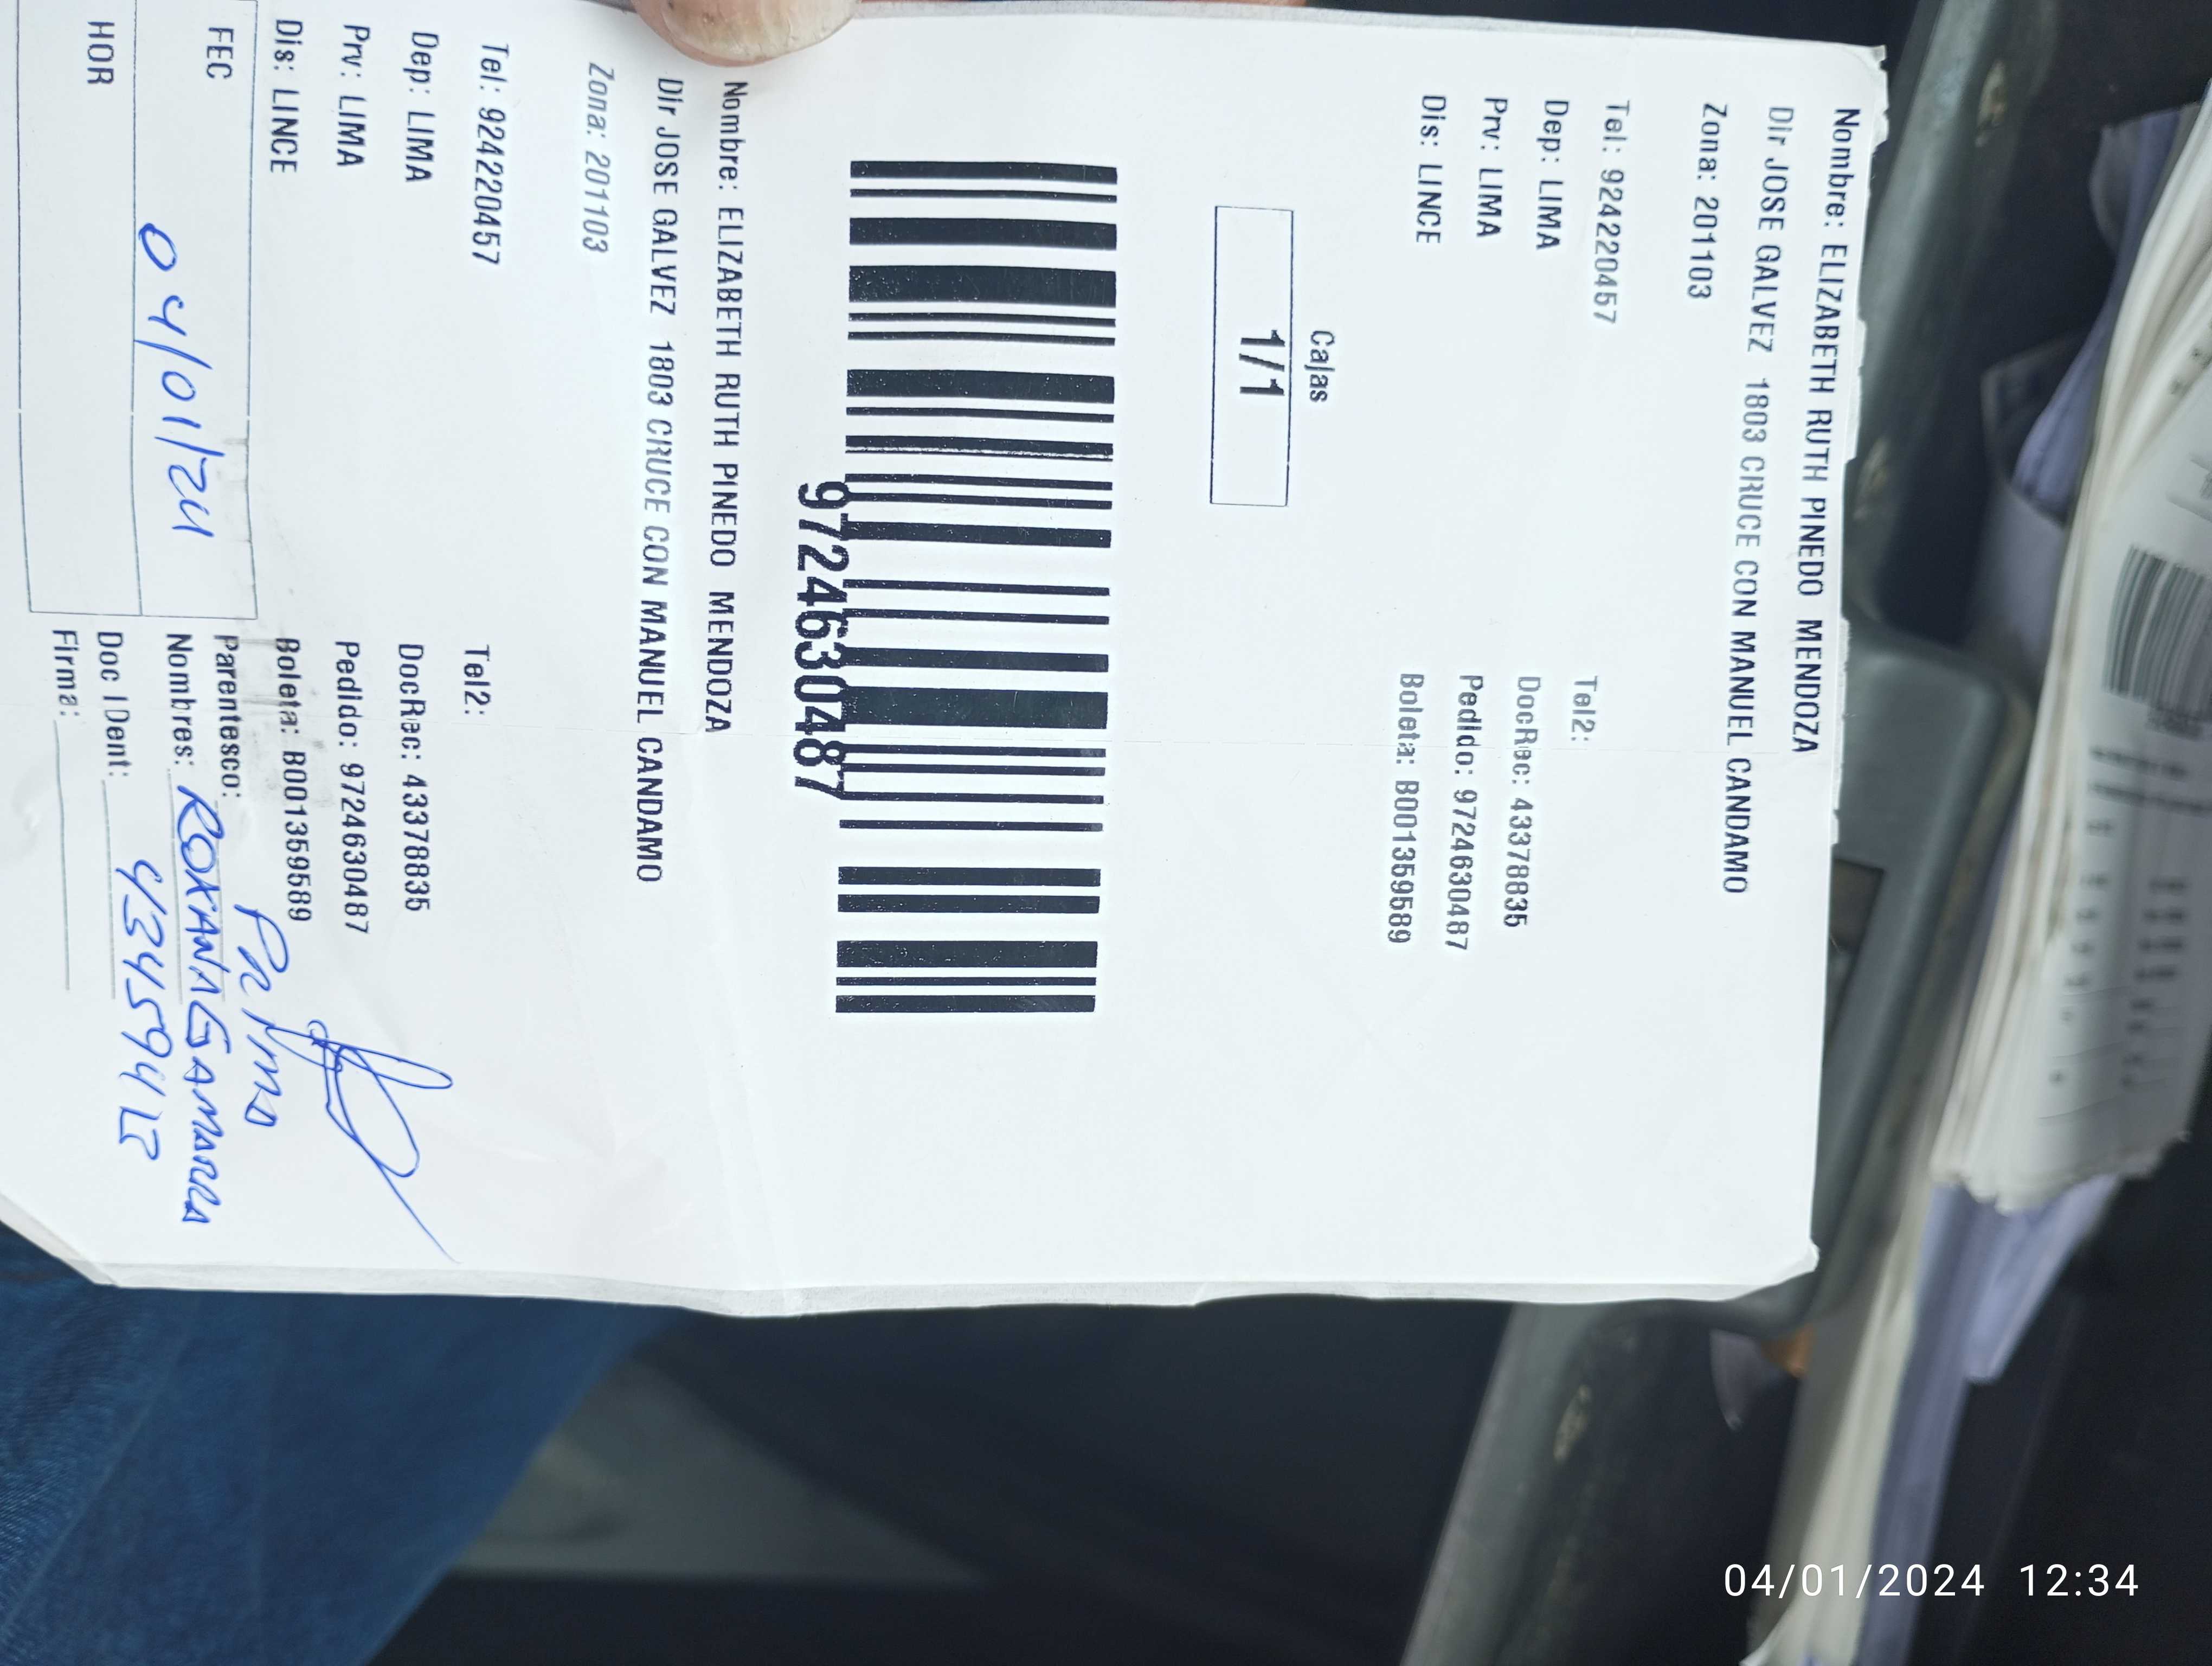 Nombre: ELIZABETH RUTH PINEDO MENDOZA
Dir JOSE GALVEZ 1803 CRUCE CON MANUEL CANDAMO
Zona: 201103
Tel: 924220457 Tel2:
Dep: LIMA DocRec: 43378835
Prv: LIMA Pedido: 9724630487
Dis: LINCE Boleta: B001359589
Cajas
1/1
9724630487
Nombre: ELIZABETH RUTH PINEDO MENDOZA
Dir JOSE GALVEZ 1803 CRUCE CON MANUEL CANDAMO
Zona: 201103
Tel: 924220457 Tel2:
Dep: LIMA DocRec: 43378835
Prv: LIMA Pedido: 9724630487
Dis: LINCE Boleta: B001359589
FEC 04/01/24
HOR
Parentesco: Prima
Nombres: ROXANA GAMARRA
Doc IDent:
Firma:
04/01/2024 12:34